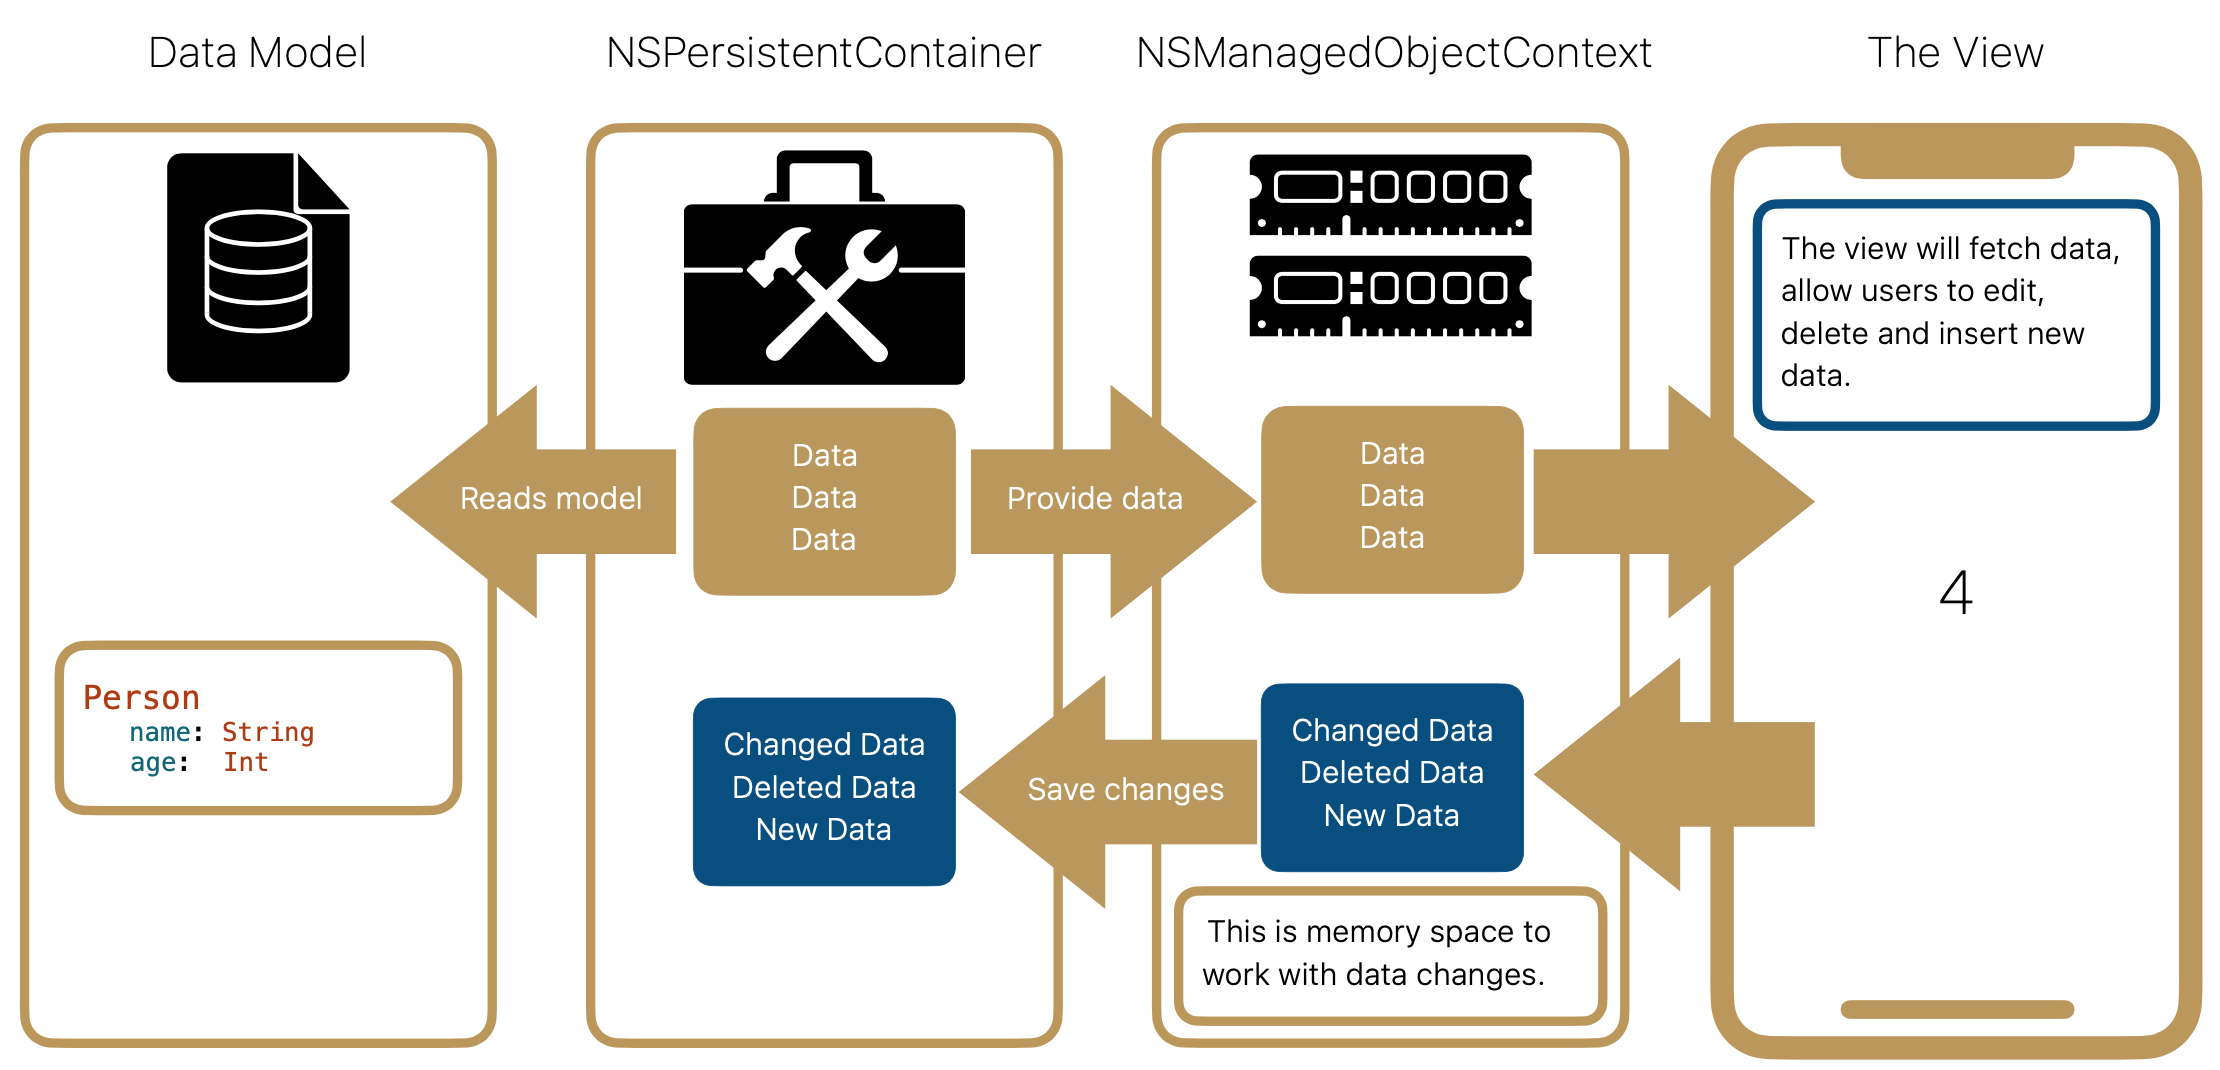 Data Model
NSPersistentContainer
NSManagedObjectContext
The View
The view will fetch data,
allow users to edit,
delete and insert new
data.
Reads model
Data
Data
Data
Provide data
Data
Data
Data
4
Person
name: String
age: Int
Changed Data
Deleted Data
New Data
Save changes
Changed Data
Deleted Data
New Data
This is memory space to
work with data changes.